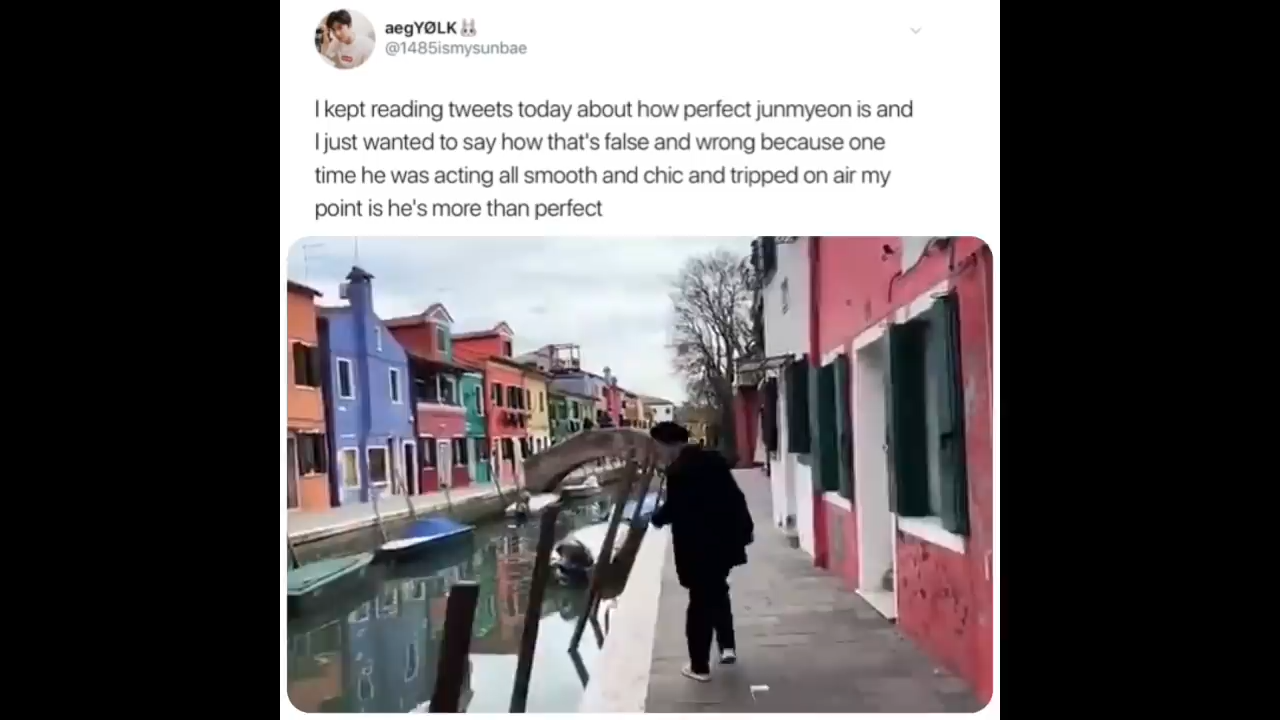 aegYØLK🐰
@1485ismysunbae
I kept reading tweets today about how perfect junmyeon is and
I just wanted to say how that's false and wrong because one
time he was acting all smooth and chic and tripped on air my
point is he's more than perfect